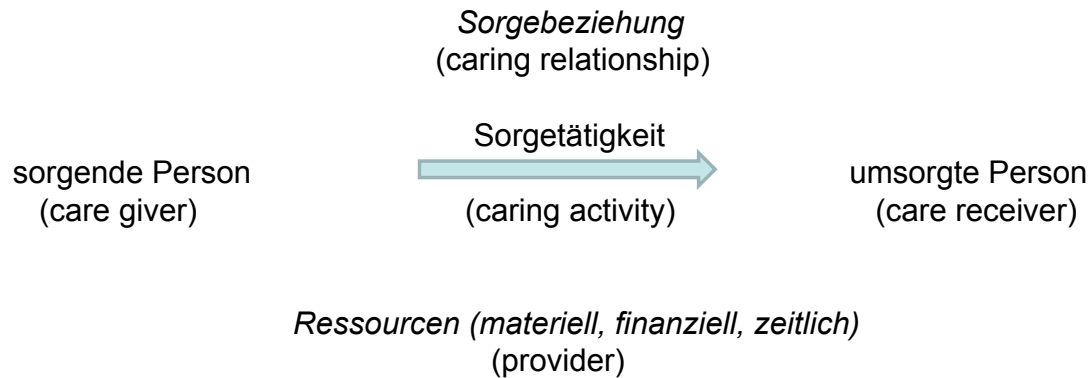 Sorgebeziehung
(caring relationship)
Sorgetätigkeit
sorgende Person
(care giver)
(caring activity)
umsorgte Person
(care receiver)
Ressourcen (materiell, finanziell, zeitlich)
(provider)